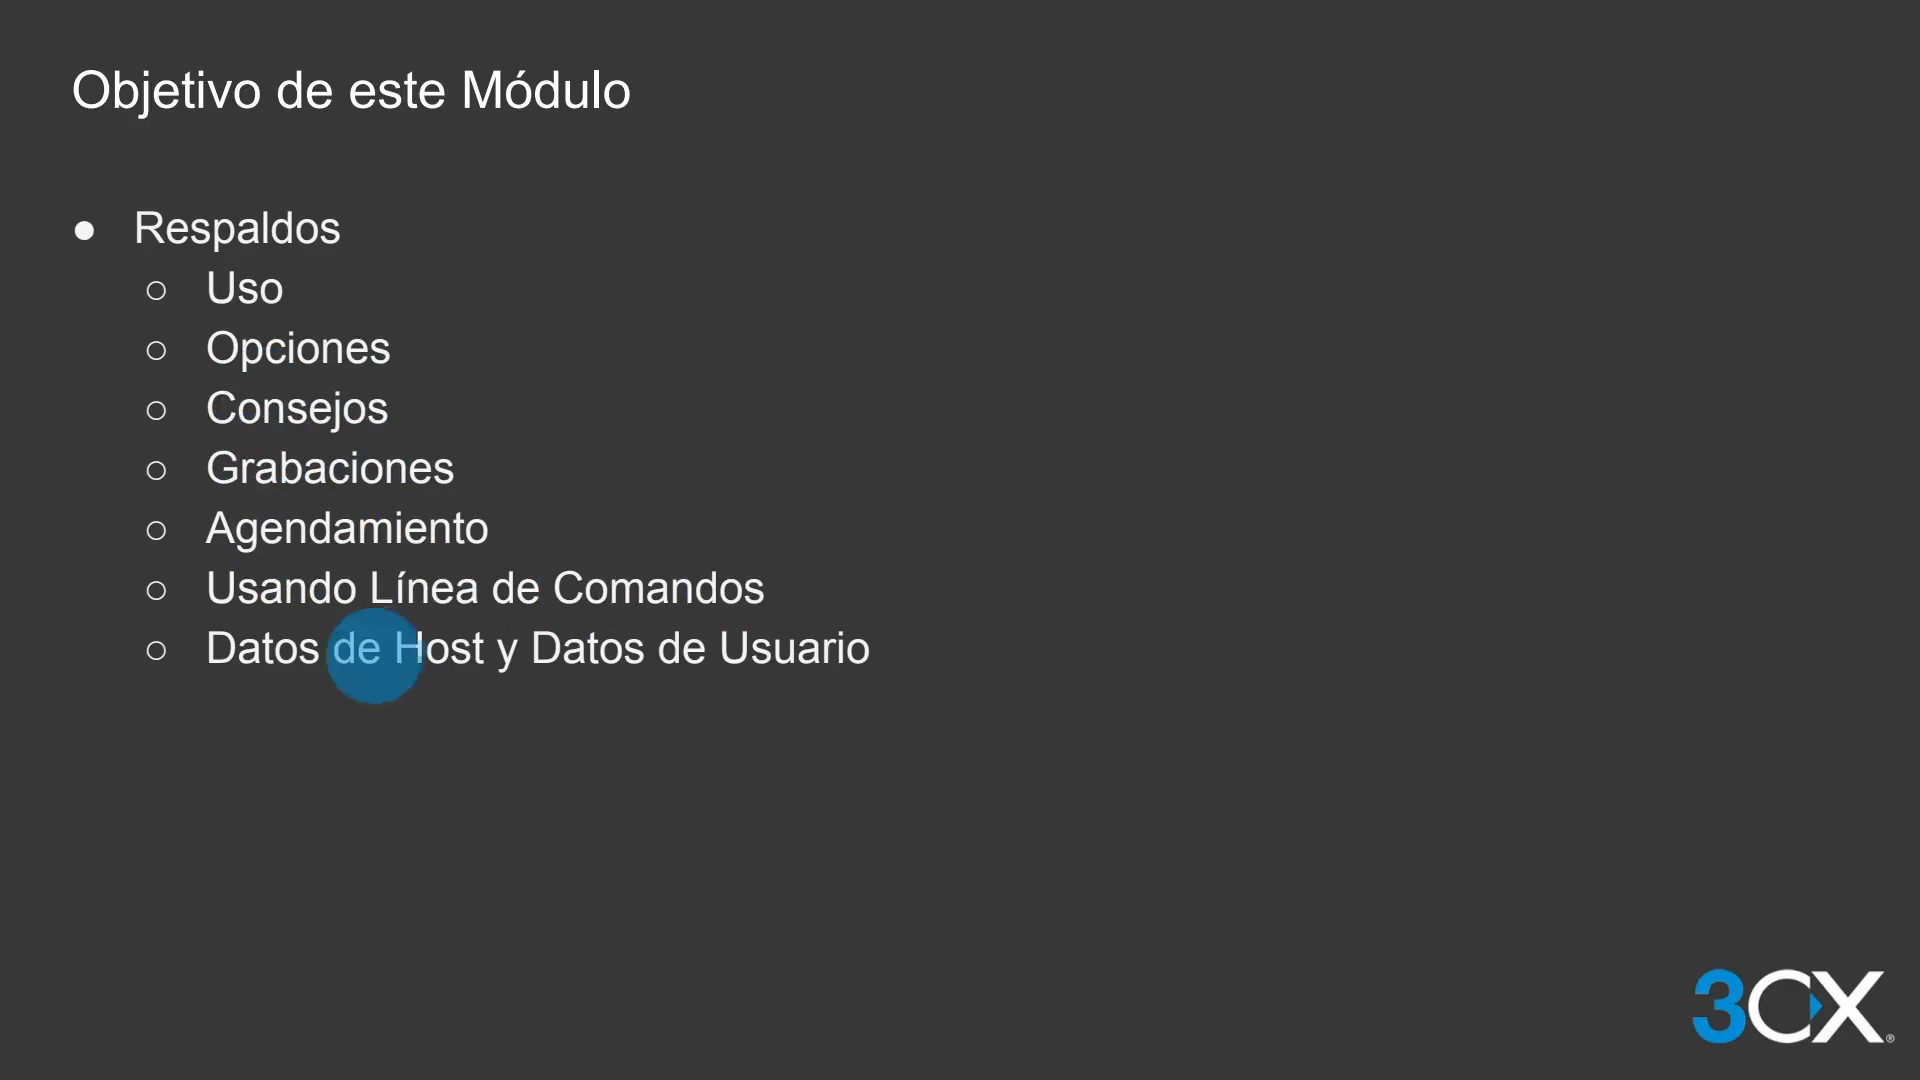 Objetivo de este Módulo
● Respaldos
○ Uso
○ Opciones
○ Consejos
○ Grabaciones
○ Agendamiento
○ Usando Línea de Comandos
○ Datos de Host y Datos de Usuario
3CX®